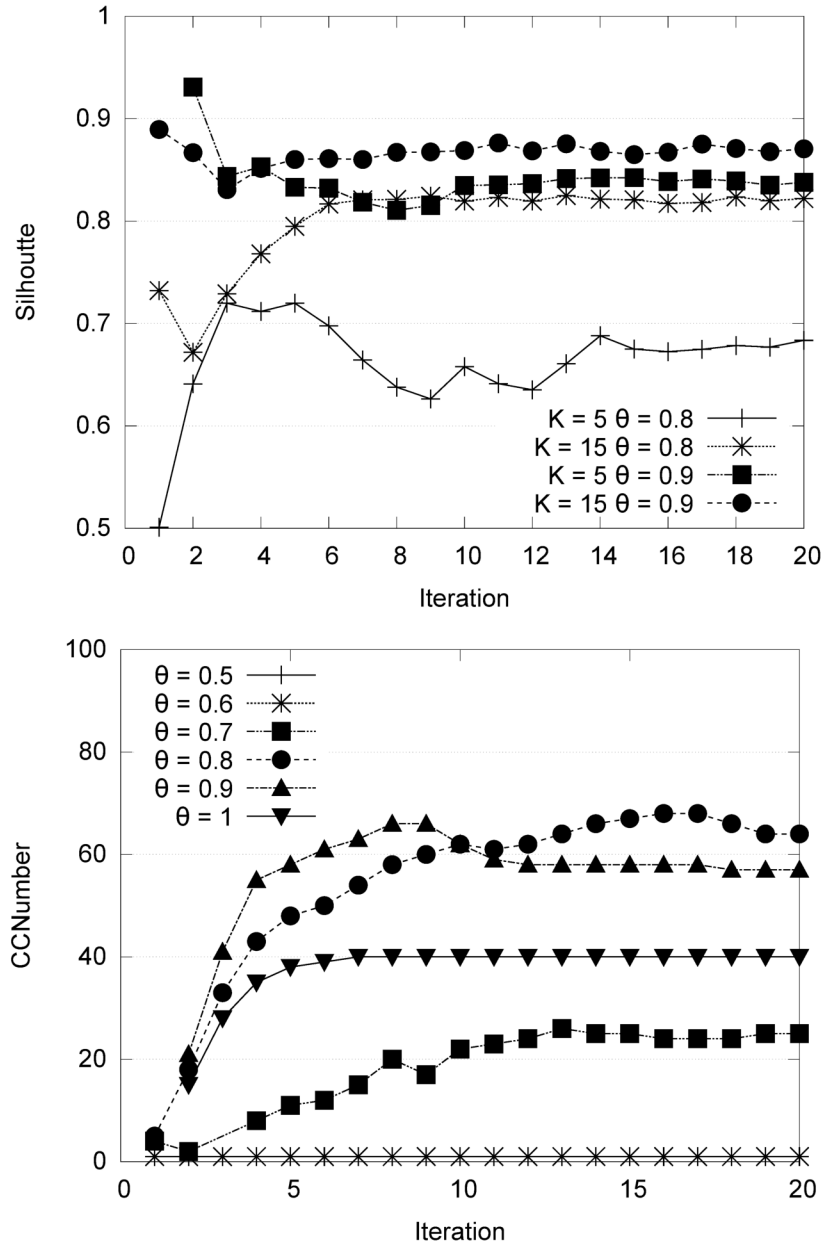 1
0.9
0.8
0.7
0.6
0.5
Silhoutte
K = 5 θ = 0.8
K = 15 θ = 0.8
K = 5 θ = 0.9
K = 15 θ = 0.9
0 2 4 6 8 10 12 14 16 18 20
Iteration
100
80
60
40
20
0
CCNumber
θ = 0.5
θ = 0.6
θ = 0.7
θ = 0.8
θ = 0.9
θ = 1
0 5 10 15 20
Iteration